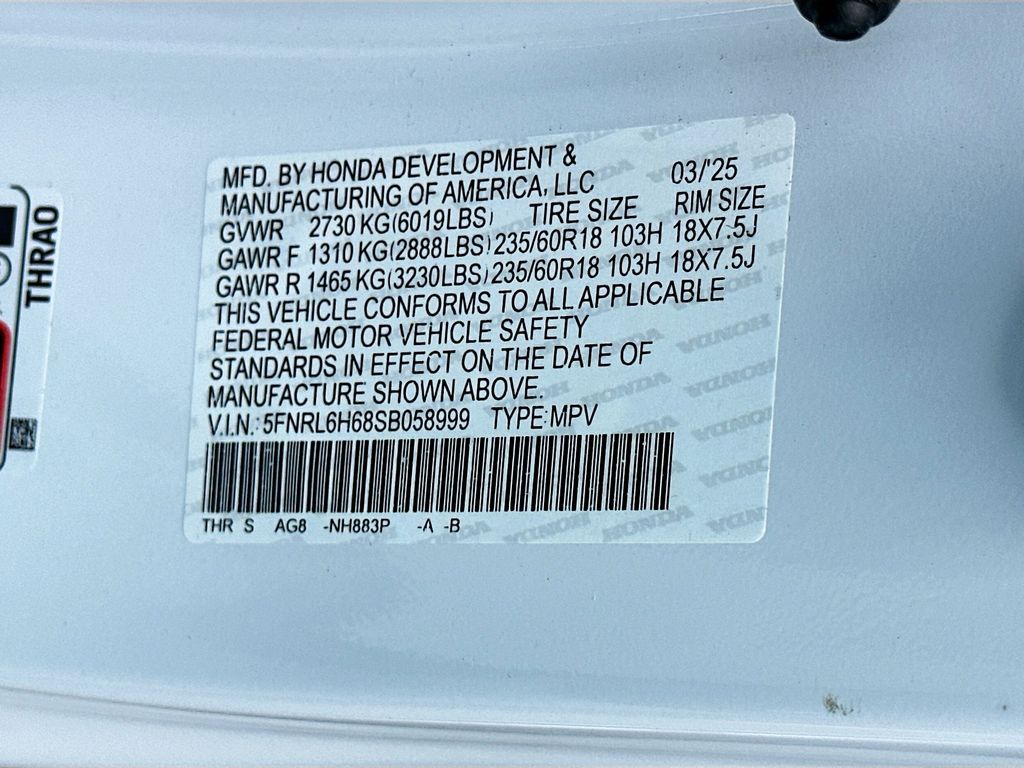 MFD. BY HONDA DEVELOPMENT &
MANUFACTURING OF AMERICA, LLC 03/'25
GVWR 2730 KG(6019LBS) TIRE SIZE RIM SIZE
GAWR F 1310 KG(2888LBS) 235/60R18 103H 18X7.5J
GAWR R 1465 KG(3230LBS) 235/60R18 103H 18X7.5J
THIS VEHICLE CONFORMS TO ALL APPLICABLE
FEDERAL MOTOR VEHICLE SAFETY
STANDARDS IN EFFECT ON THE DATE OF
MANUFACTURE SHOWN ABOVE.
V.I.N.: 5FNRL6H68SB058999 TYPE:MPV
THR S AG8 -NH883P -A -B
THRAO